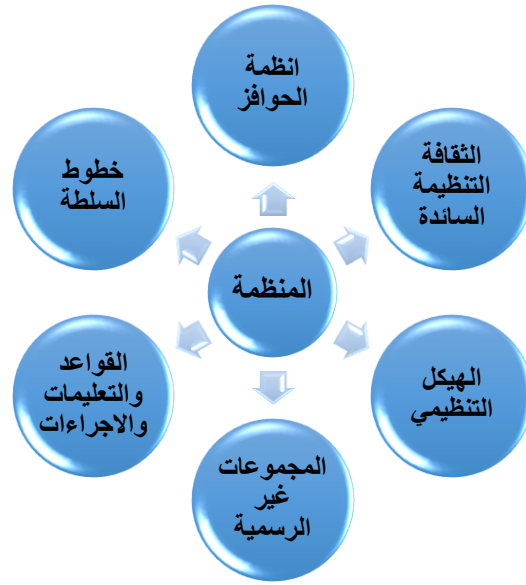 انظمة
الحوافز
الثقافة
التنظيمة
السائدة
خطوط
السلطة
المنظمة
القواعد
والتعليمات
والاجراءات
الهيكل
التنظيمي
المجموعات
غير
الرسمية